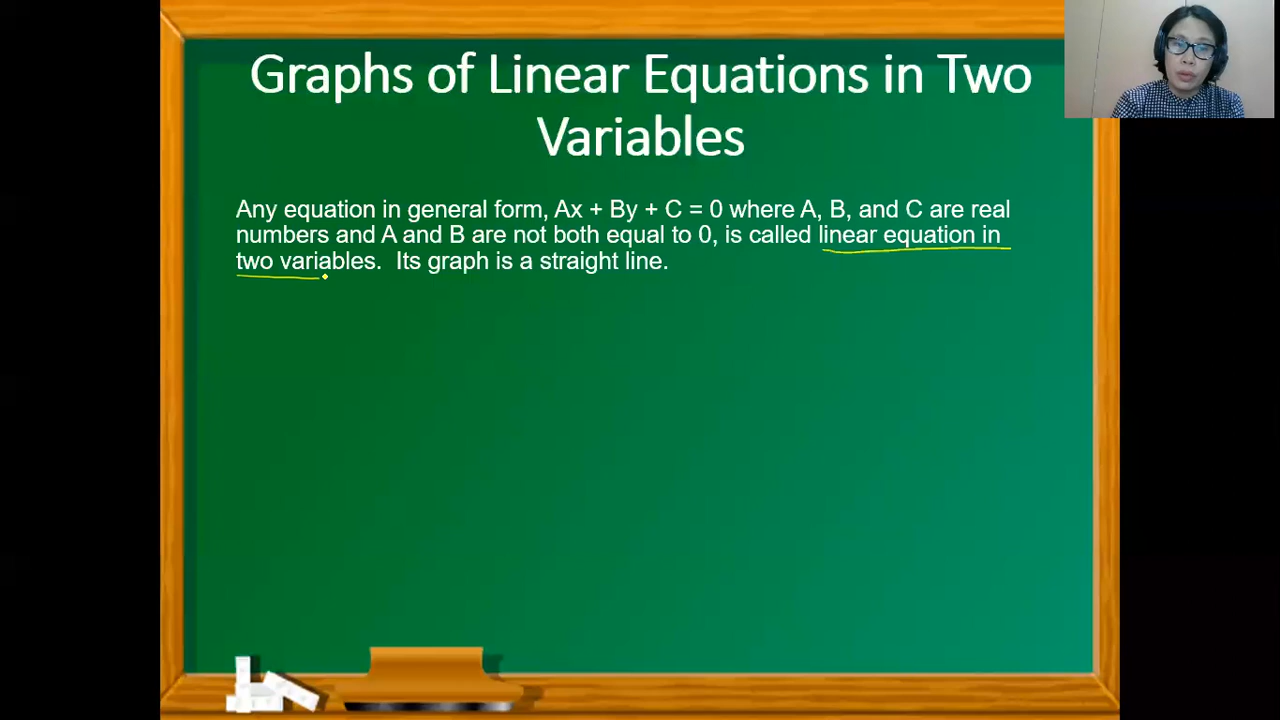 Graphs of Linear Equations in Two
Variables
Any equation in general form, Ax + By + C = 0 where A, B, and C are real
numbers and A and B are not both equal to 0, is called linear equation in
two variables.  Its graph is a straight line.